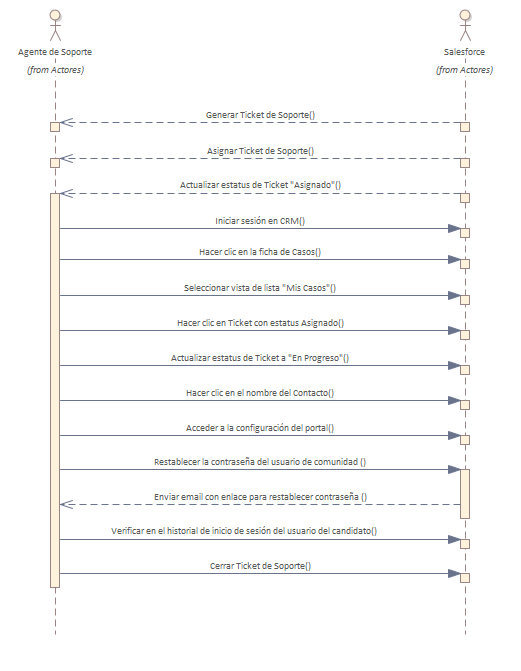 Agente de Soporte
Salesforce
(from Actores)
(from Actores)
Generar Ticket de Soporte()
Asignar Ticket de Soporte()
Actualizar estatus de Ticket "Asignado"()
Iniciar sesión en CRM()
Hacer clic en la ficha de Casos()
Seleccionar vista de lista "Mis Casos"()
Hacer clic en Ticket con estatus Asignado()
Actualizar estatus de Ticket a "En Progreso"()
Hacer clic en el nombre del Contacto()
Acceder a la configuración del portal()
Restablecer la contraseña del usuario de comunidad ()
Enviar email con enlace para restablecer contraseña ()
Verificar en el historial de inicio de sesión del usuario del candidato()
Cerrar Ticket de Soporte()